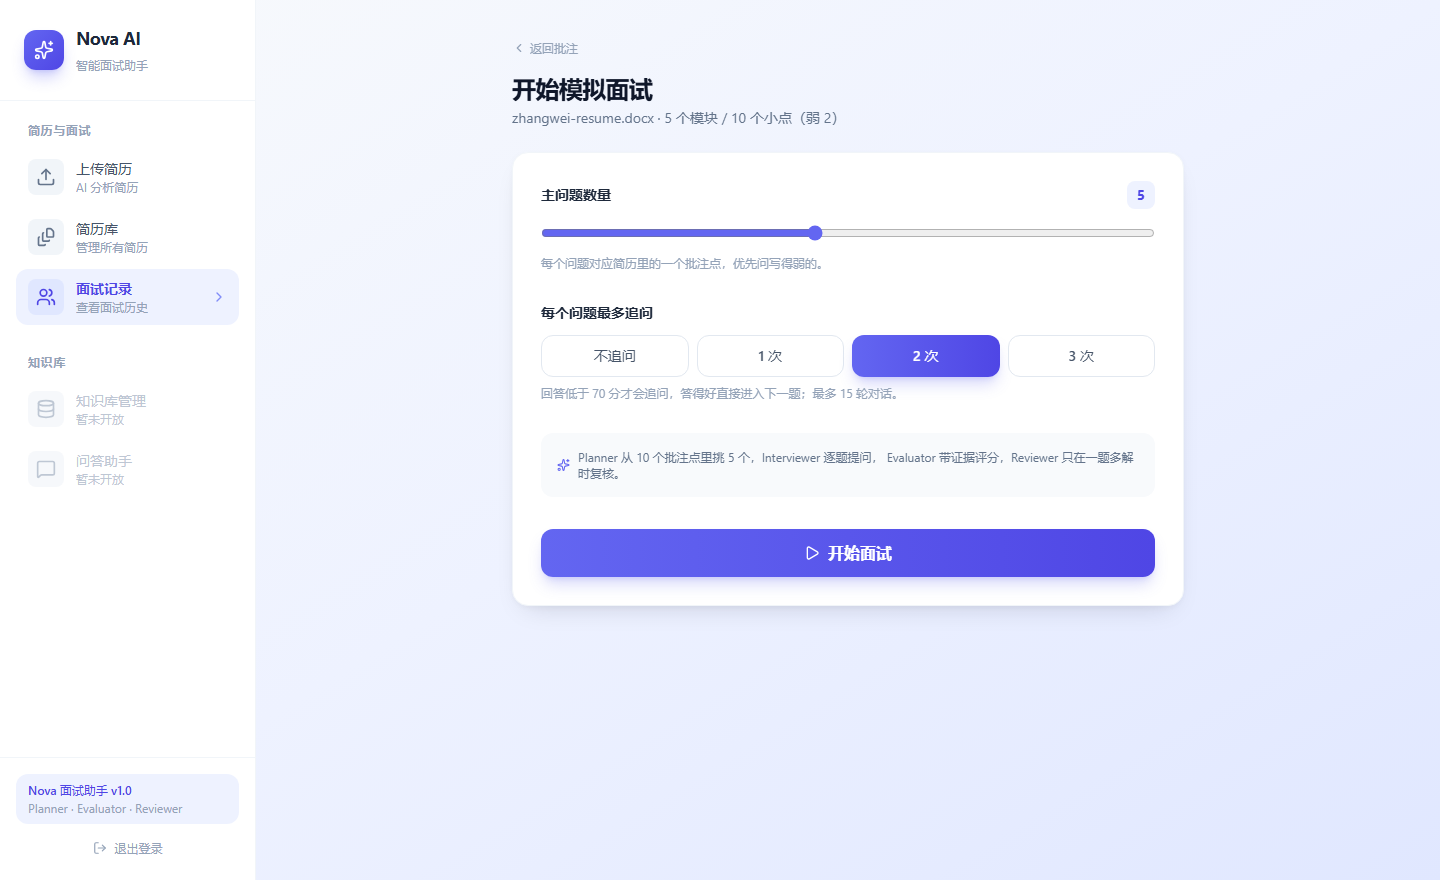 Nova AI
智能面试助手
简历与面试
上传简历
AI 分析简历
简历库
管理所有简历
面试记录
查看面试历史
知识库
知识库管理
暂未开放
问答助手
暂未开放
Nova 面试助手 v1.0
Planner · Evaluator · Reviewer
退出登录
返回批注
开始模拟面试
zhangwei-resume.docx · 5 个模块 / 10 个小点（弱 2）
主问题数量
5
每个问题对应简历里的一个批注点，优先问写得弱的。
每个问题最多追问
不追问
1 次
2 次
3 次
回答低于 70 分才会追问，答得好直接进入下一题；最多 15 轮对话。
Planner 从 10 个批注点里挑 5 个，Interviewer 逐题提问， Evaluator 带证据评分，Reviewer 只在一题多解
时复核。
开始面试